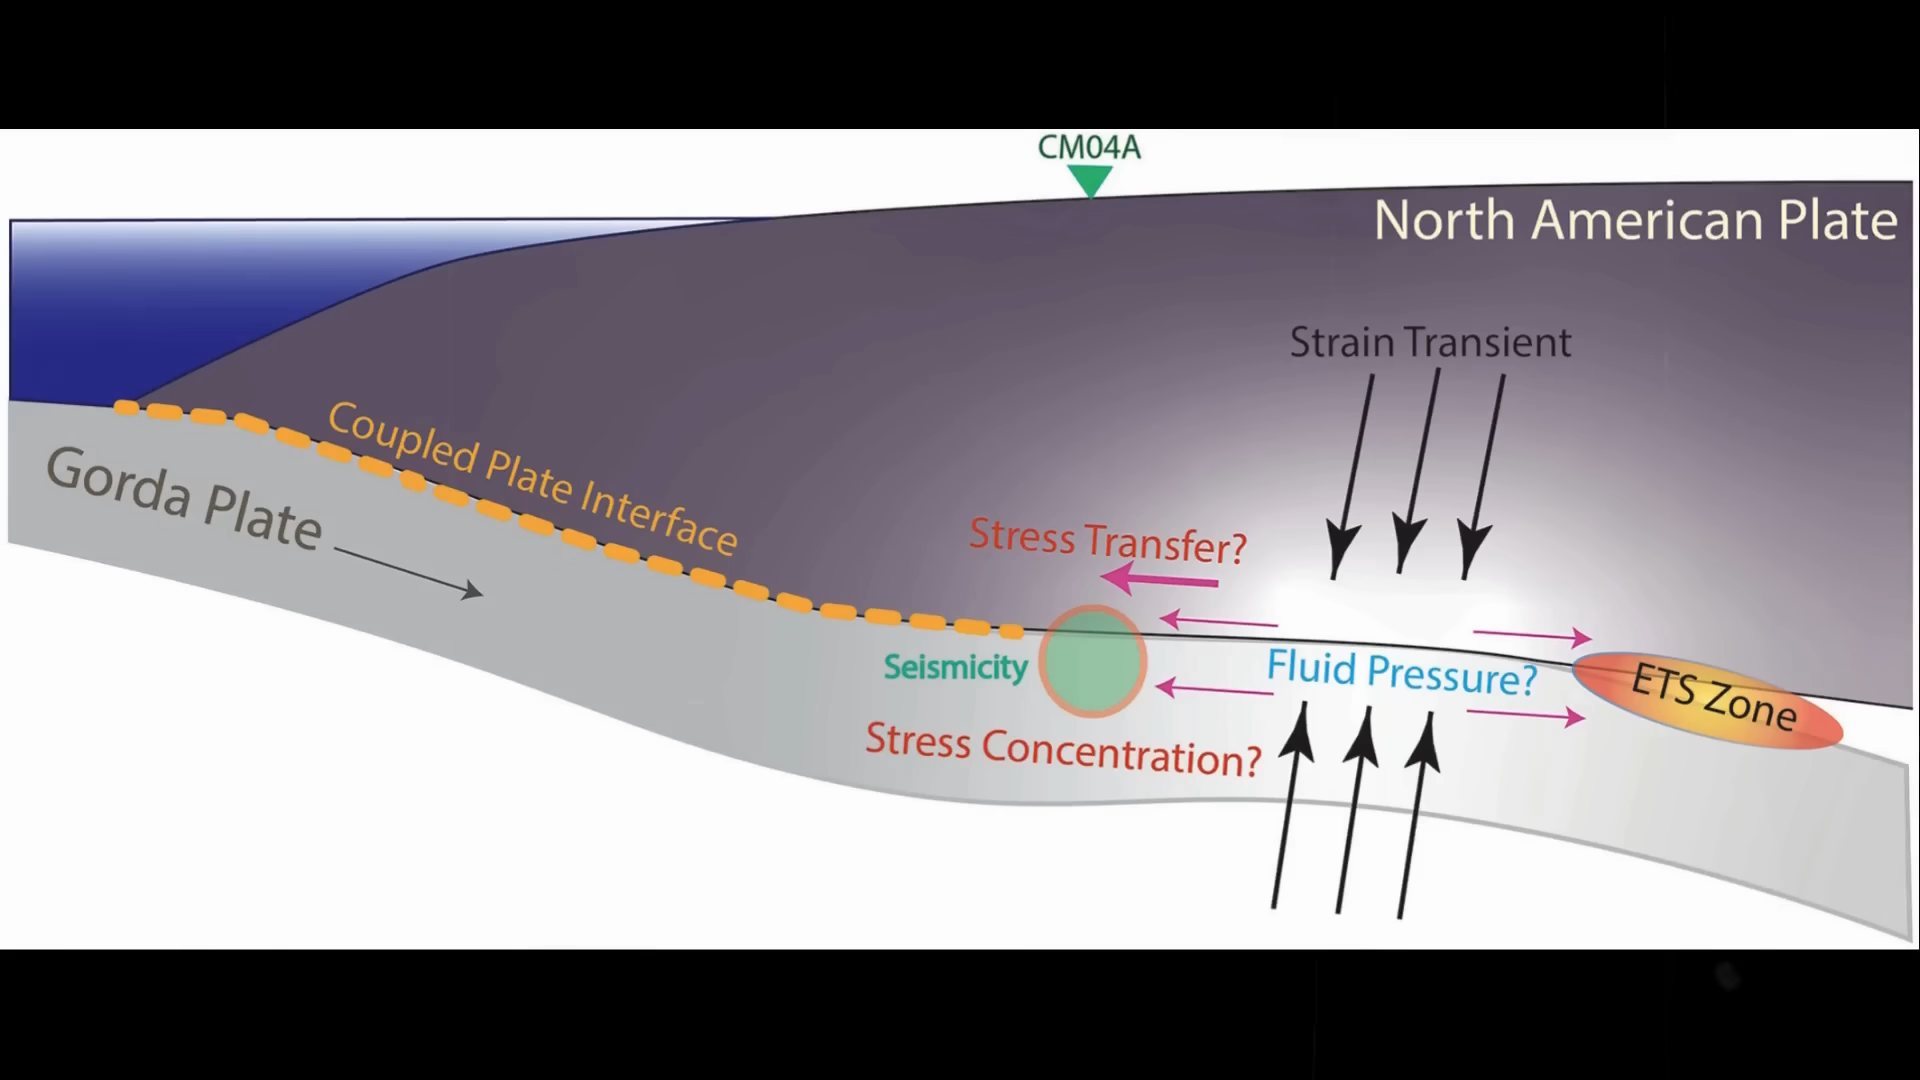 CM04A
North American Plate
Strain Transient
Coupled Plate Interface
Gorda Plate
Stress Transfer?
Seismicity
Fluid Pressure?
ETS Zone
Stress Concentration?